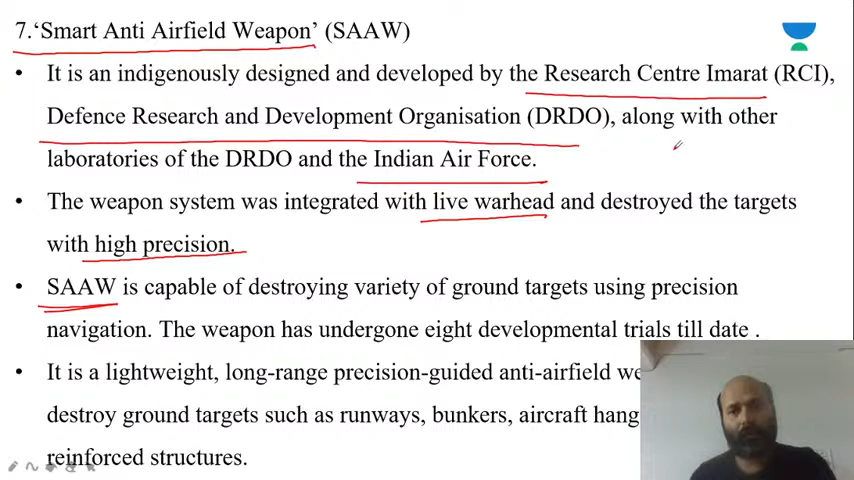 7.‘Smart Anti Airfield Weapon’ (SAAW)
• It is an indigenously designed and developed by the Research Centre Imarat (RCI),
Defence Research and Development Organisation (DRDO), along with other
laboratories of the DRDO and the Indian Air Force.
• The weapon system was integrated with live warhead and destroyed the targets
with high precision.
• SAAW is capable of destroying variety of ground targets using precision
navigation. The weapon has undergone eight developmental trials till date .
• It is a lightweight, long-range precision-guided anti-airfield
destroy ground targets such as runways, bunkers, aircraft
reinforced structures.